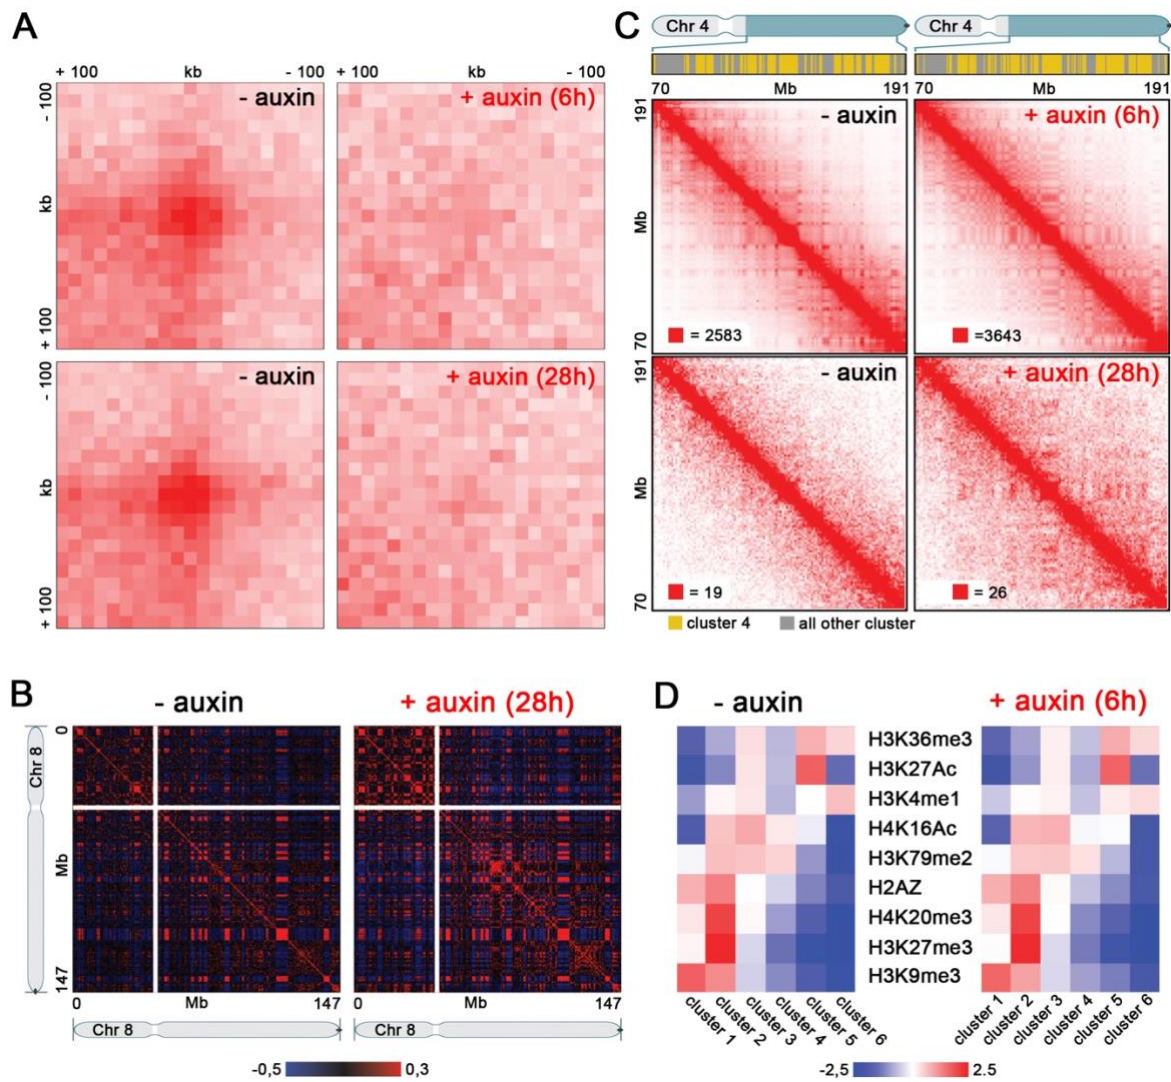 A
+ 100 kb - 100
+ 100 kb - 100
- 100 kb + 100
- auxin
+ auxin (6h)
- 100 kb + 100
- auxin
+ auxin (28h)
B
- auxin
+ auxin (28h)
Chr 8
0 Mb 147
0 Mb 147
0 Mb 147
Chr 8
Chr 8
-0,5 0,3
C
Chr 4
Chr 4
70 Mb 191
70 Mb 191
191 Mb 70
- auxin
+ auxin (6h)
= 2583
=3643
191 Mb 70
- auxin
+ auxin (28h)
= 19
= 26
cluster 4
all other cluster
D
- auxin
+ auxin (6h)
H3K36me3
H3K27Ac
H3K4me1
H4K16Ac
H3K79me2
H2AZ
H4K20me3
H3K27me3
H3K9me3
cluster 1
cluster 2
cluster 3
cluster 4
cluster 5
cluster 6
cluster 1
cluster 2
cluster 3
cluster 4
cluster 5
cluster 6
-2,5 2.5